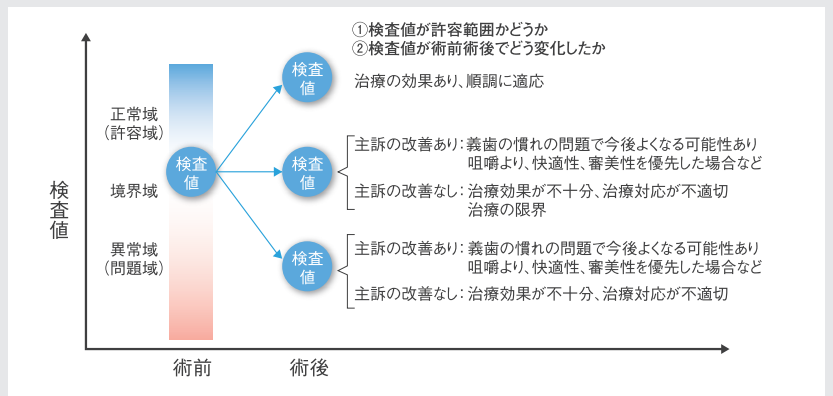 ①検査値が許容範囲かどうか
②検査値が術前術後でどう変化したか
検査
値
治療の効果あり、順調に適応
正常域
(許容域)
検査
値
検査
値
主訴の改善あり：義歯の慣れの問題で今後よくなる可能性あり
咀嚼より、快適性、審美性を優先した場合など
主訴の改善なし：治療効果が不十分、治療対応が不適切
治療の限界
境界域
検査値
異常域
(問題域)
検査
値
主訴の改善あり：義歯の慣れの問題で今後よくなる可能性あり
咀嚼より、快適性、審美性を優先した場合など
主訴の改善なし：治療効果が不十分、治療対応が不適切
術前
術後